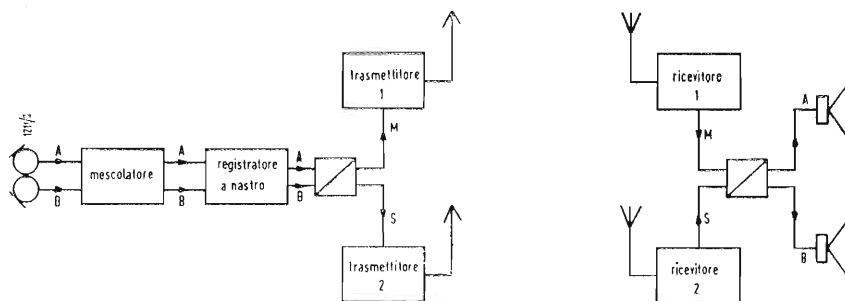 trasmettitore
1
ricevitore
1
A
M
M
A
A
A
mescolatore
registratore
a nastro
B
B
B
S
S
B
trasmettitore
2
ricevitore
2